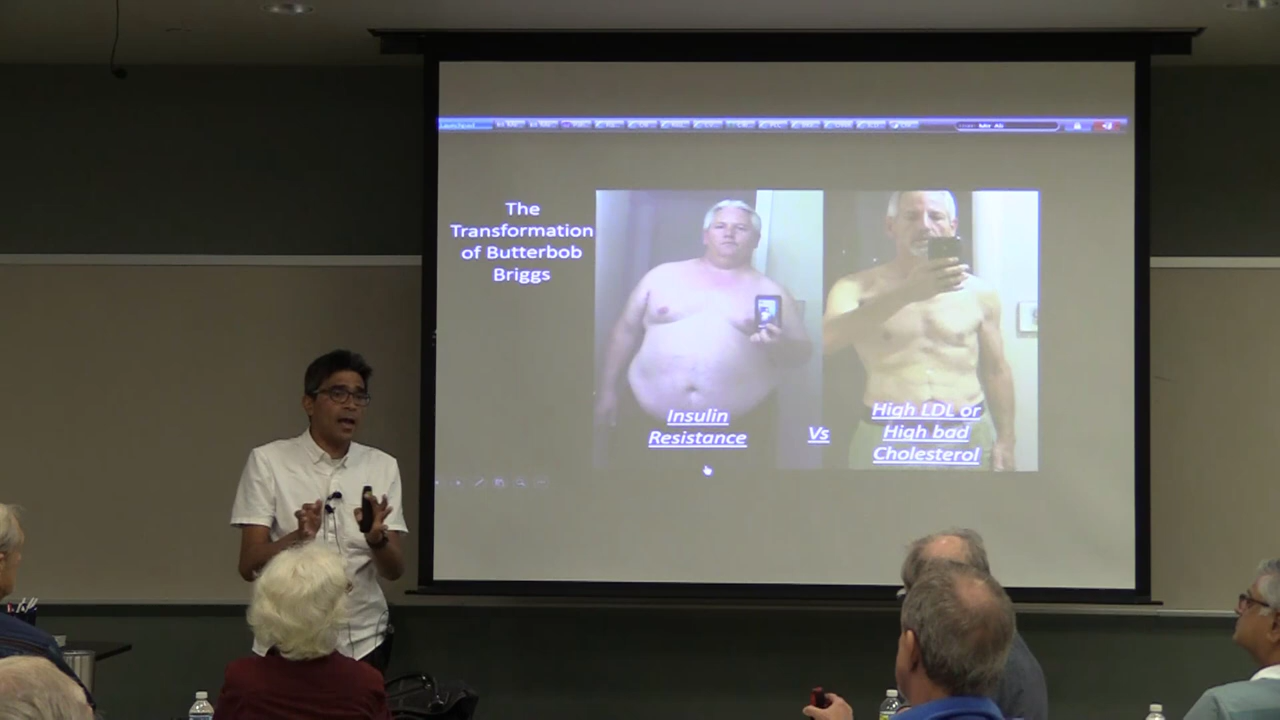 The
Transformation
of Butterbob
Briggs
Insulin
Resistance
Vs
High LDL or
High bad
Cholesterol